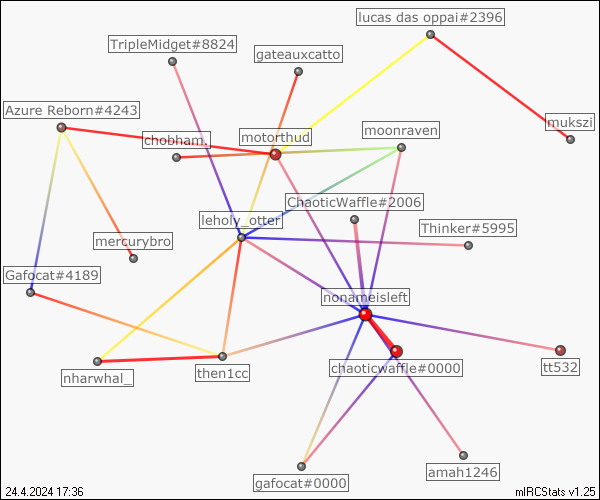 lucas das oppai#2396
TripleMidget#8824
gateauxcatto
Azure Reborn#4243
mukszi
chobham.
motorthud
moonraven
ChaoticWaffle#2006
leholy_otter
Thinker#5995
mercurybro
Gafocat#4189
nonameisleft
chaoticwaffle#0000
tt532
nharwhal_
then1cc
amah1246
gafocat#0000
24.4.2024 17:36
mIRCStats v1.25